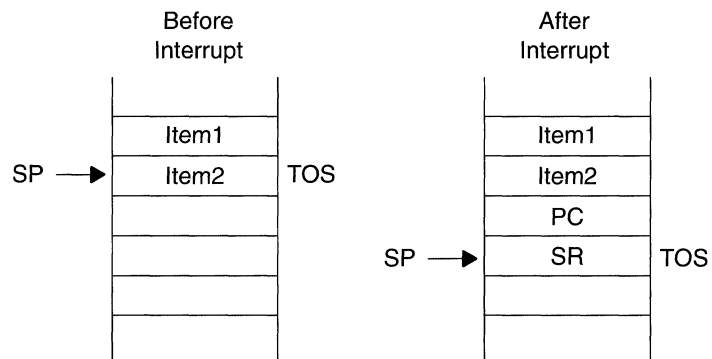 Before
Interrupt
After
Interrupt
Item1
SP Item2 TOS
Item1
Item2
PC
SP SR TOS